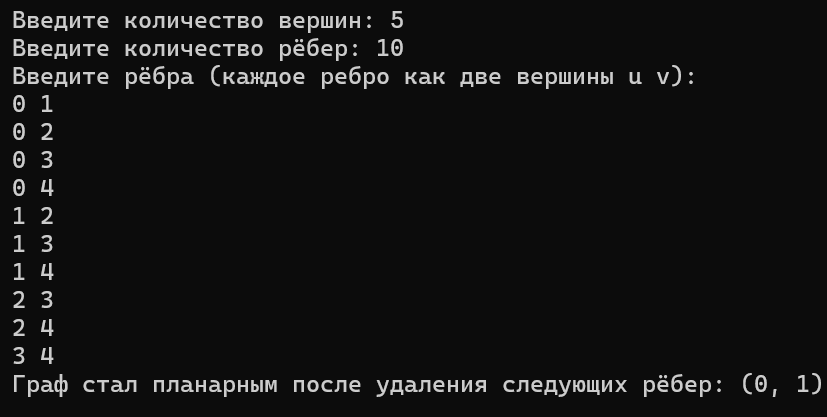 Введите количество вершин: 5
Введите количество рёбер: 10
Введите рёбра (каждое ребро как две вершины u v):
0 1
0 2
0 3
0 4
1 2
1 3
1 4
2 3
2 4
3 4
Граф стал планарным после удаления следующих рёбер: (0, 1)